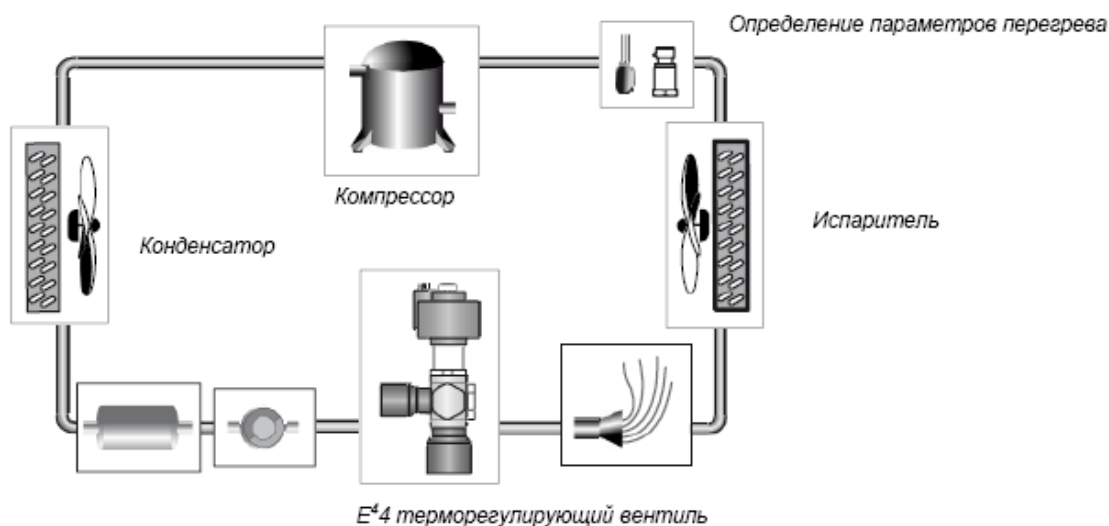 Определение параметров перегрева
Компрессор
Испаритель
Конденсатор
E⁴4 терморегулирующий вентиль